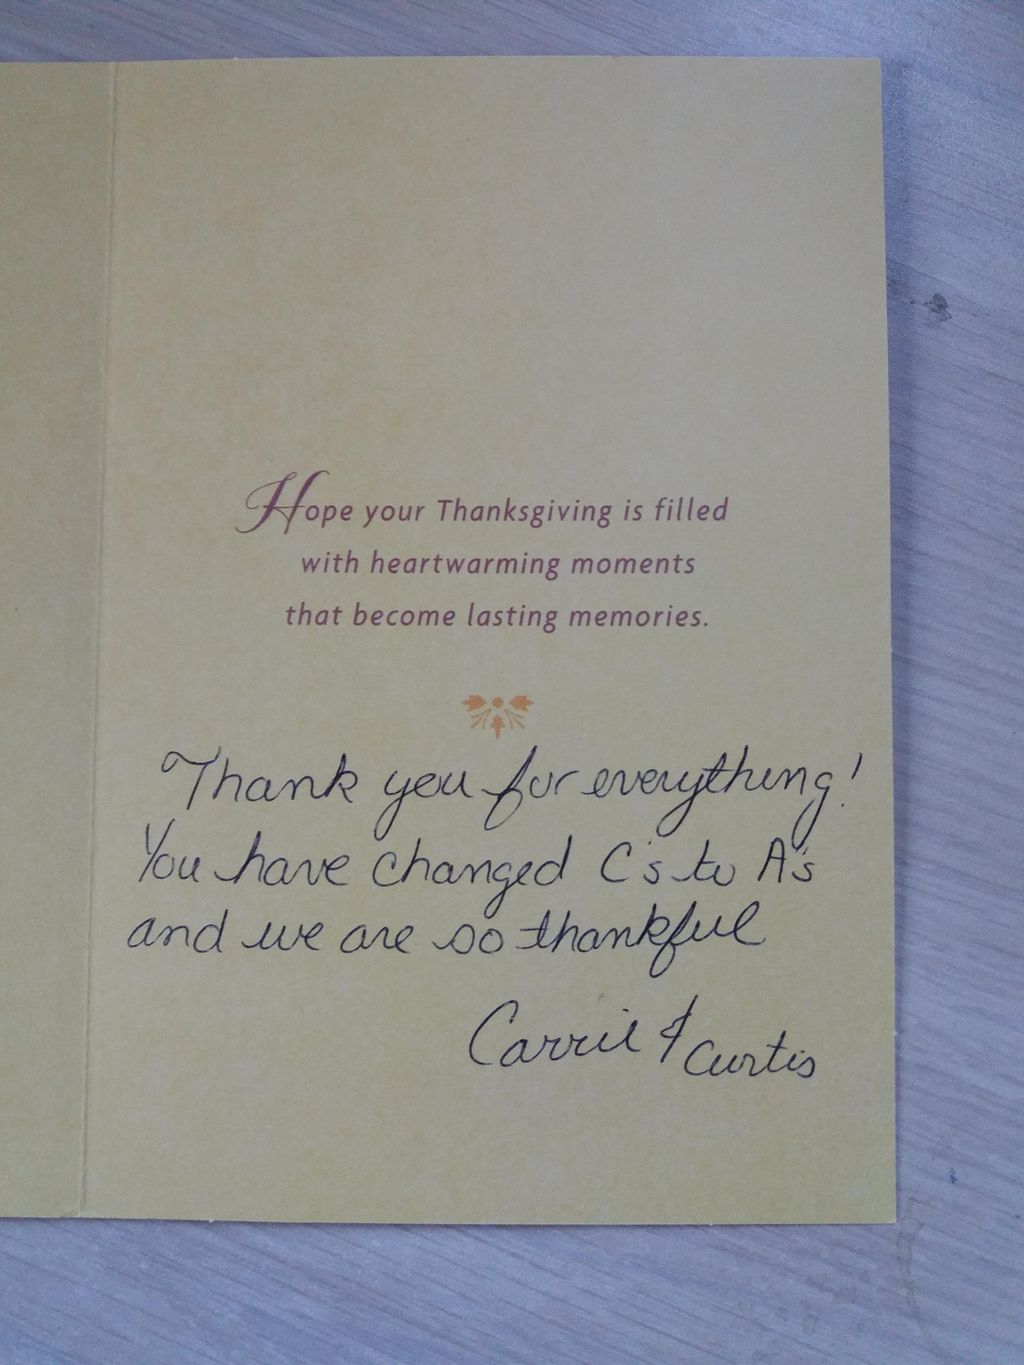 Hope your Thanksgiving is filled
with heartwarming moments
that become lasting memories.
Thank you for everything!
You have changed C's to A's
and we are so thankful
Carrie & Curtis